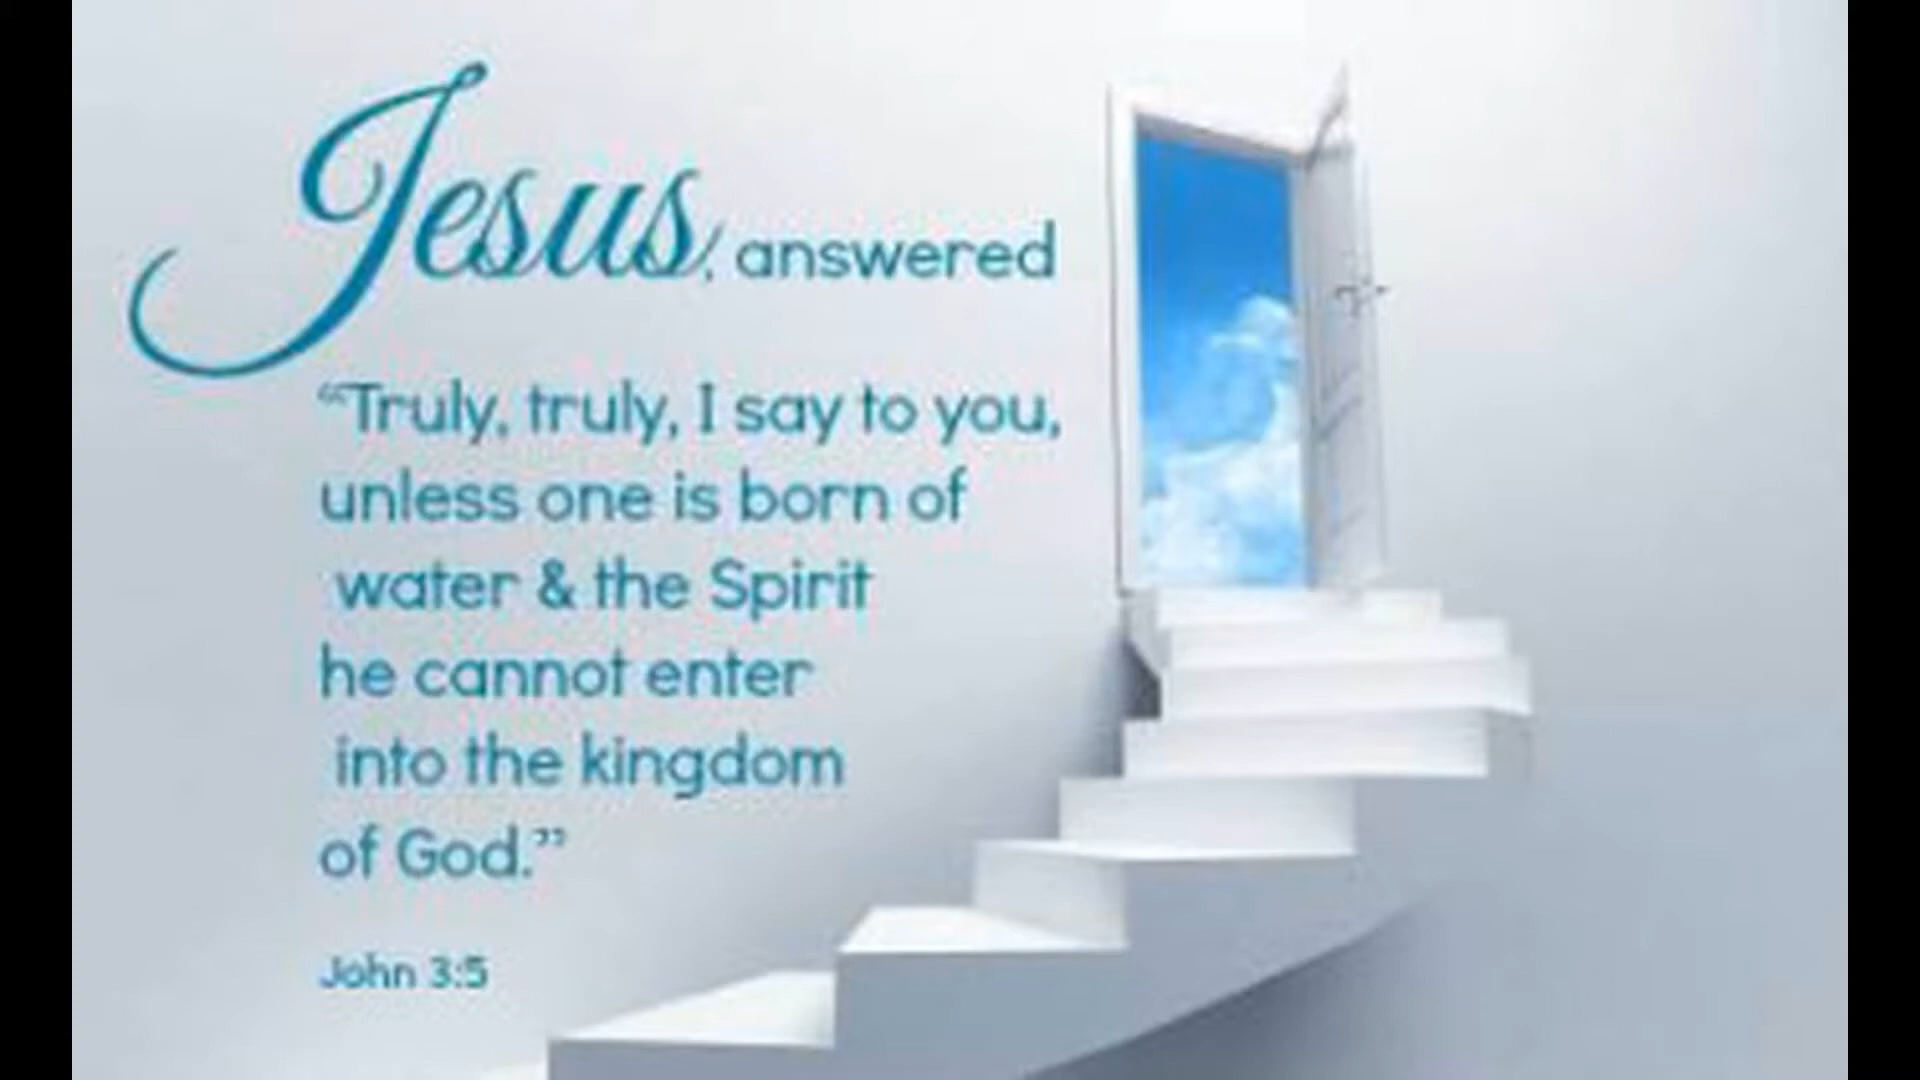 Jesus, answered
“Truly, truly, I say to you,
unless one is born of
water & the Spirit
he cannot enter
into the kingdom
of God.”
John 3:5